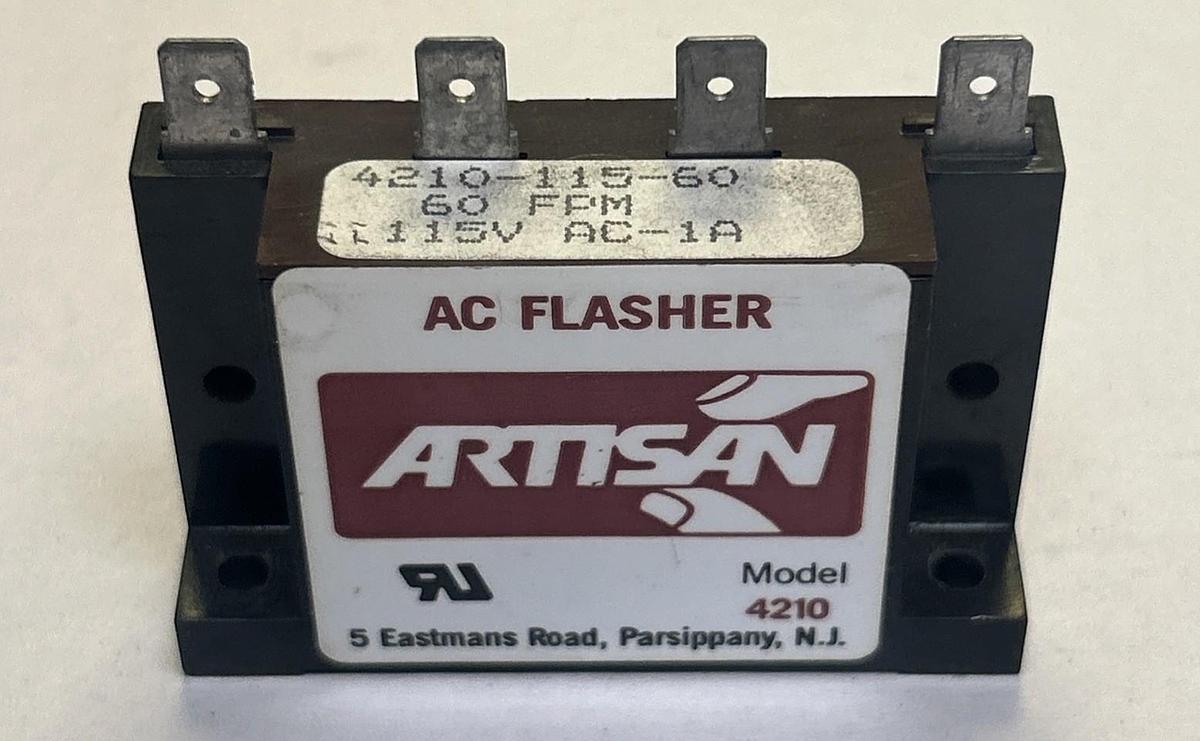 4210-115-60
60 FPM
115V AC-1A
AC FLASHER
ARTISAN
Model
4210
5 Eastmans Road, Parsippany, N.J.